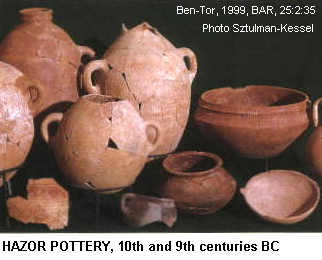 Ben-Tor, 1999, BAR, 25:2:35
Photo Sztulman-Kessel
HAZOR POTTERY, 10th and 9th centuries BC